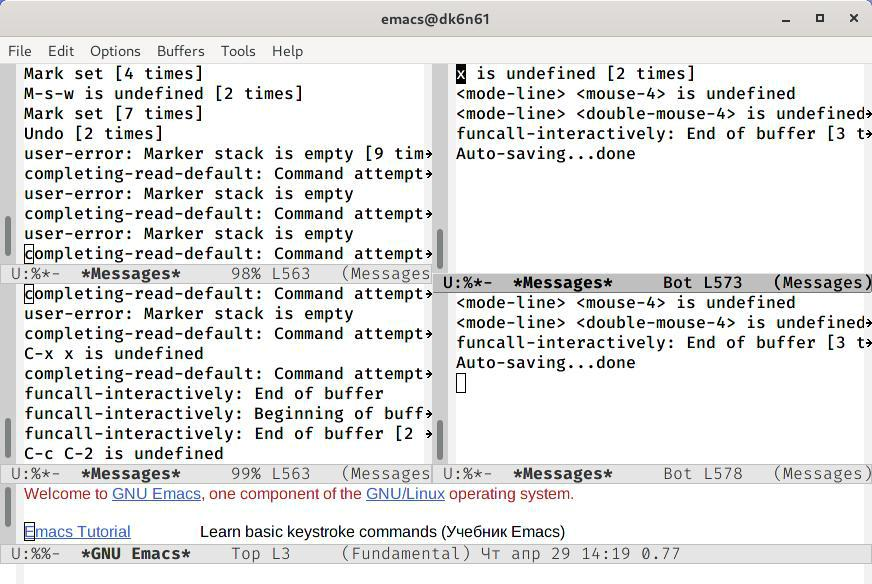 emacs@dk6n61
File Edit Options Buffers Tools Help
Mark set [4 times]
M-s-w is undefined [2 times]
Mark set [7 times]
Undo [2 times]
user-error: Marker stack is empty [9 tim→
completing-read-default: Command attempt→
user-error: Marker stack is empty
completing-read-default: Command attempt→
user-error: Marker stack is empty
completing-read-default: Command attempt→
U:%*- *Messages* 98% L563 (Messages
completing-read-default: Command attempt→
user-error: Marker stack is empty
completing-read-default: Command attempt→
C-x x is undefined
completing-read-default: Command attempt→
funcall-interactively: End of buffer
funcall-interactively: Beginning of buff→
funcall-interactively: End of buffer [2 →
C-c C-2 is undefined
U:%*- *Messages* 99% L563 (Messages
x is undefined [2 times]
<mode-line> <mouse-4> is undefined
<mode-line> <double-mouse-4> is undefined→
funcall-interactively: End of buffer [3 t→
Auto-saving...done
U:%*- *Messages* Bot L573 (Messages)
<mode-line> <mouse-4> is undefined
<mode-line> <double-mouse-4> is undefined→
funcall-interactively: End of buffer [3 t→
Auto-saving...done
U:%*- *Messages* Bot L578 (Messages)
Welcome to GNU Emacs, one component of the GNU/Linux operating system.
Emacs Tutorial Learn basic keystroke commands (Учебник Emacs)
U:%%- *GNU Emacs* Top L3 (Fundamental) Чт апр 29 14:19 0.77